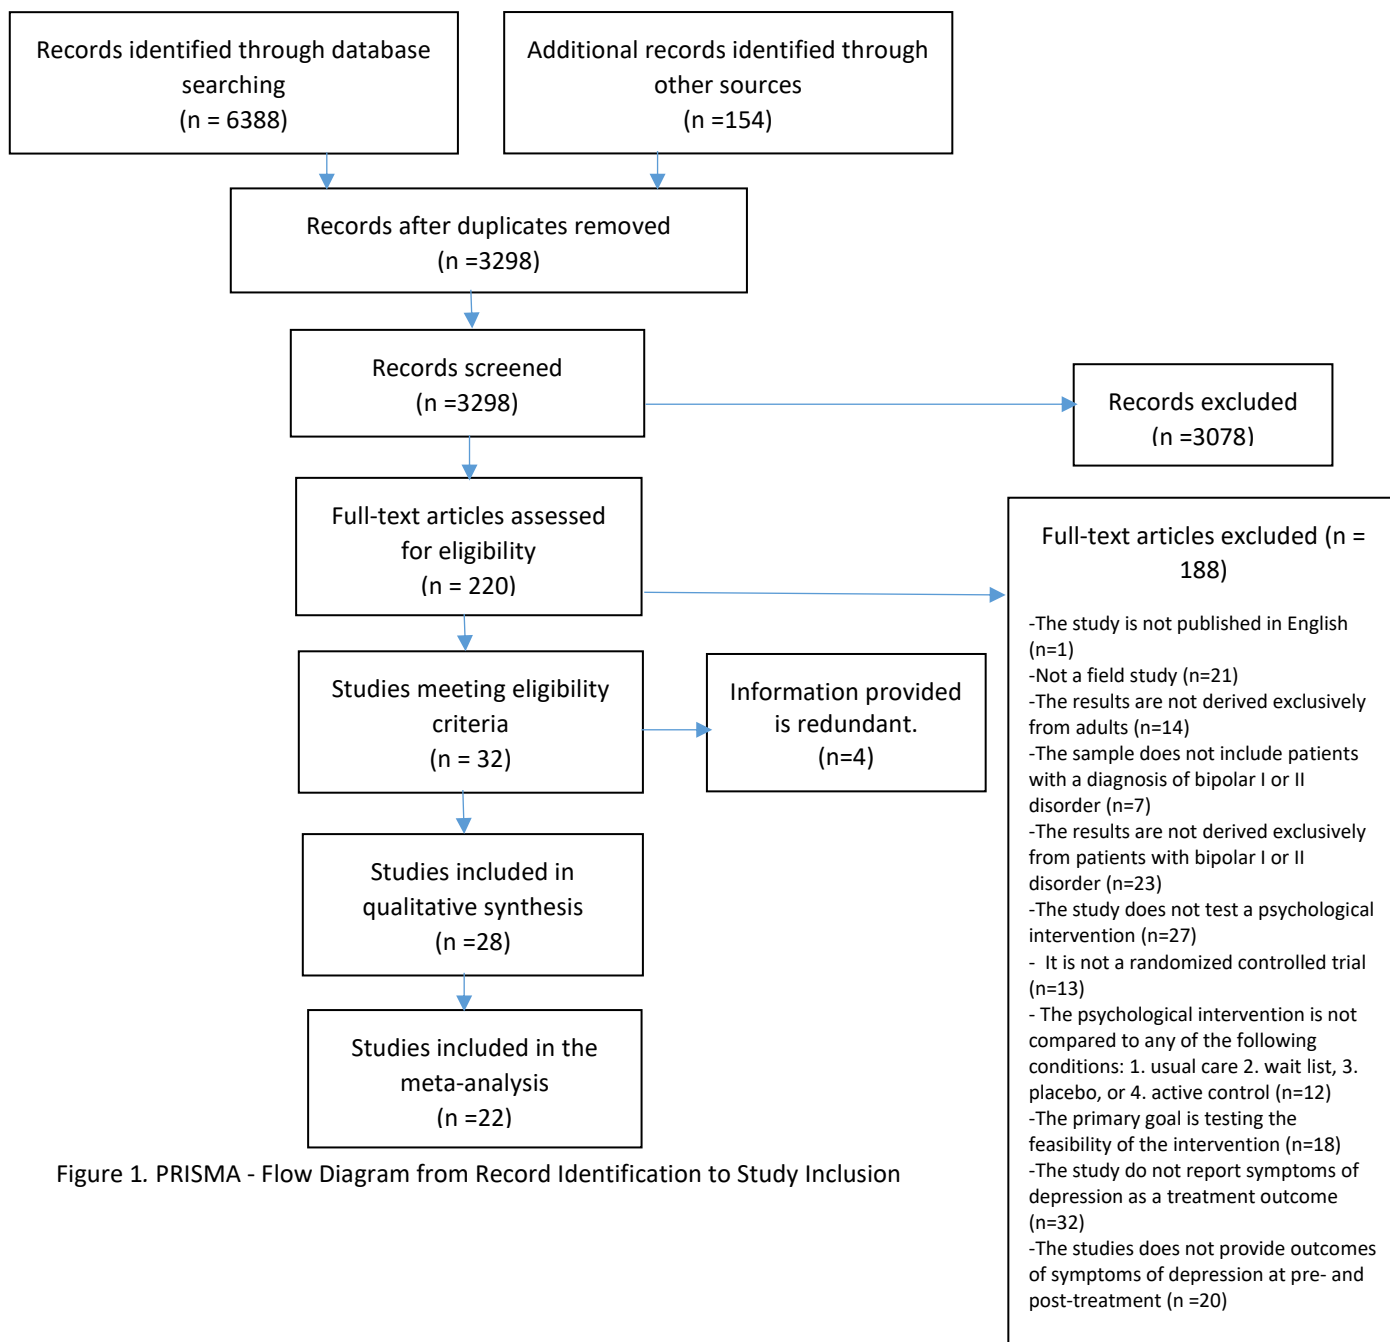 Records identified through database
searching
(n = 6388)
Additional records identified through
other sources
(n =154)
Records after duplicates removed
(n =3298)
Records screened
(n =3298)
Records excluded
(n =3078)
Full-text articles assessed
for eligibility
(n = 220)
Full-text articles excluded (n =
188)
-The study is not published in English
(n=1)
-Not a field study (n=21)
-The results are not derived exclusively
from adults (n=14)
-The sample does not include patients
with a diagnosis of bipolar I or II
disorder (n=7)
-The results are not derived exclusively
from patients with bipolar I or II
disorder (n=23)
-The study does not test a psychological
intervention (n=27)
- It is not a randomized controlled trial
(n=13)
- The psychological intervention is not
compared to any of the following
conditions: 1. usual care 2. wait list, 3.
placebo, or 4. active control (n=12)
-The primary goal is testing the
feasibility of the intervention (n=18)
-The study do not report symptoms of
depression as a treatment outcome
(n=32)
-The studies does not provide outcomes
of symptoms of depression at pre- and
post-treatment (n =20)
Studies meeting eligibility
criteria
(n = 32)
Information provided
is redundant.
(n=4)
Studies included in
qualitative synthesis
(n =28)
Studies included in the
meta-analysis
(n =22)
Figure 1. PRISMA - Flow Diagram from Record Identification to Study Inclusion